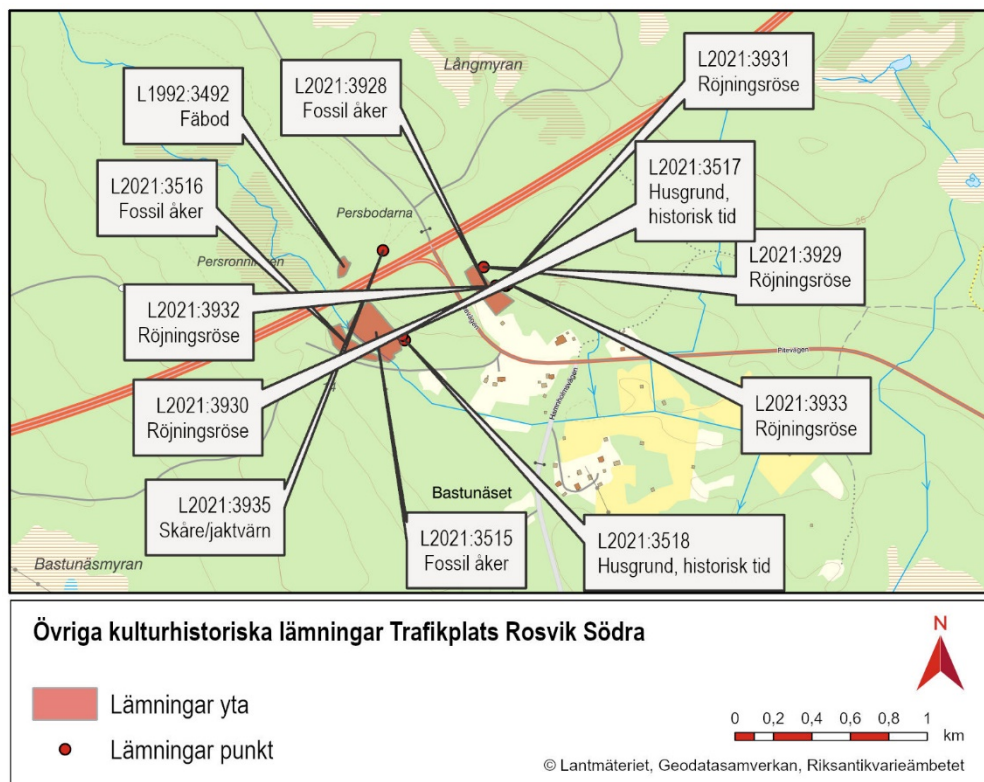 Långmyran
L2021:3931
Röjningsröse
L2021:3928
Fossil åker
L1992:3492
Fäbod
L2021:3517
Husgrund,
historisk tid
L2021:3516
Fossil åker
Persbodarna
26
L2021:3929
Röjningsröse
L2021:3932
Röjningsröse
Pitevägen
Hamnholmsvägen
L2021:3930
Röjningsröse
L2021:3933
Röjningsröse
L2021:3935
Skåre/jaktvärn
Bastunäset
L2021:3515
Fossil åker
L2021:3518
Husgrund, historisk tid
Bastunäsmyran
Övriga kulturhistoriska lämningar Trafikplats Rosvik Södra
N
Lämningar yta
Lämningar punkt
0 0,2 0,4 0,6 0,8 1
km
© Lantmäteriet, Geodatasamverkan, Riksantikvarieämbetet